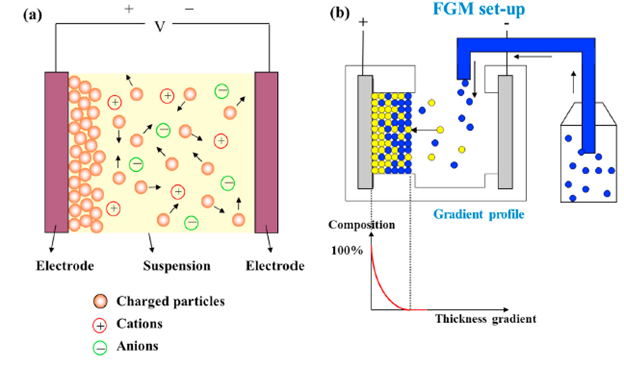 (a)
+ −
V
+
−
+
−
+
−
+
−
+
−
Electrode Suspension Electrode
Charged particles
+ Cations
− Anions
(b)
FGM set-up
+ -
Gradient profile
Composition
100%
Thickness gradient